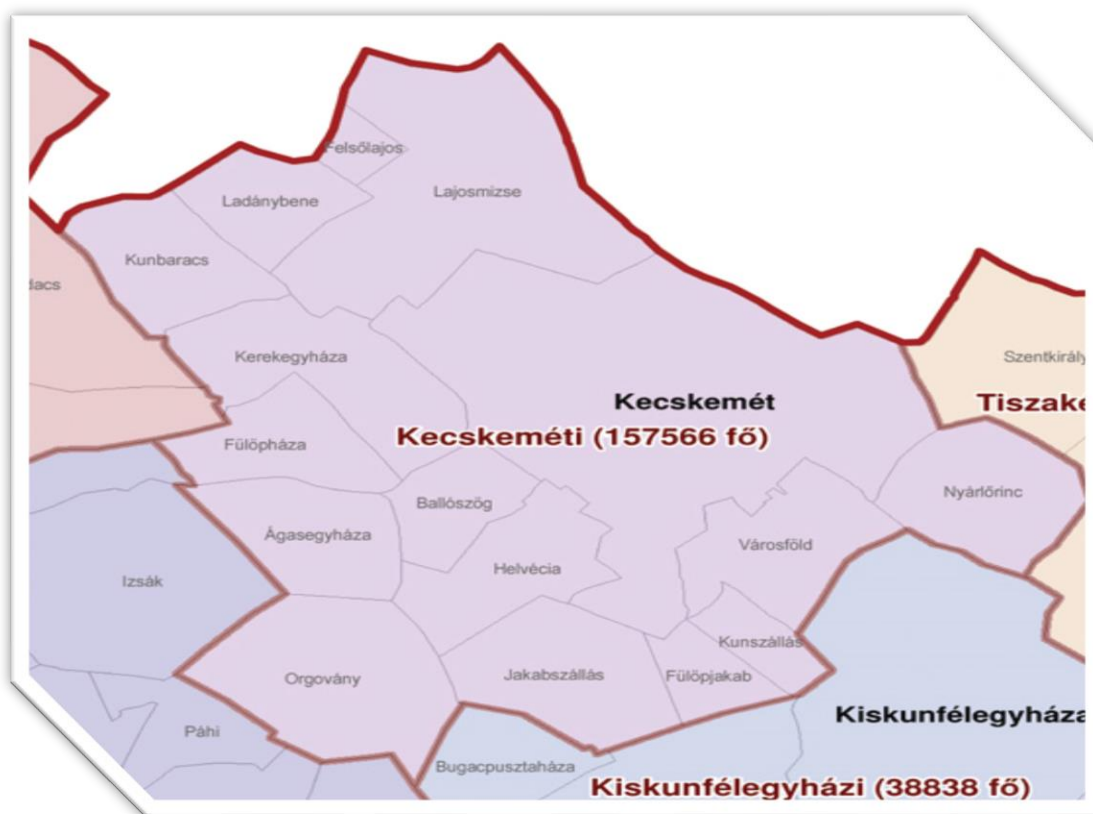 Felsőlajos
Lajosmizse
Ladánybene
Kunbaracs
dacs
Kerekegyháza
Szentkirály
Kecskemét
Tiszake
Kecskeméti (157566 fő)
Fülöpháza
Nyárlőrinc
Ballószög
Ágasegyháza
Városföld
Helvécia
Izsák
Kunszállás
Jakabszállás
Fülöpjakab
Orgovány
Kiskunfélegyháza
Páhi
Bugacpusztaháza
Kiskunfélegyházi (38838 fő)